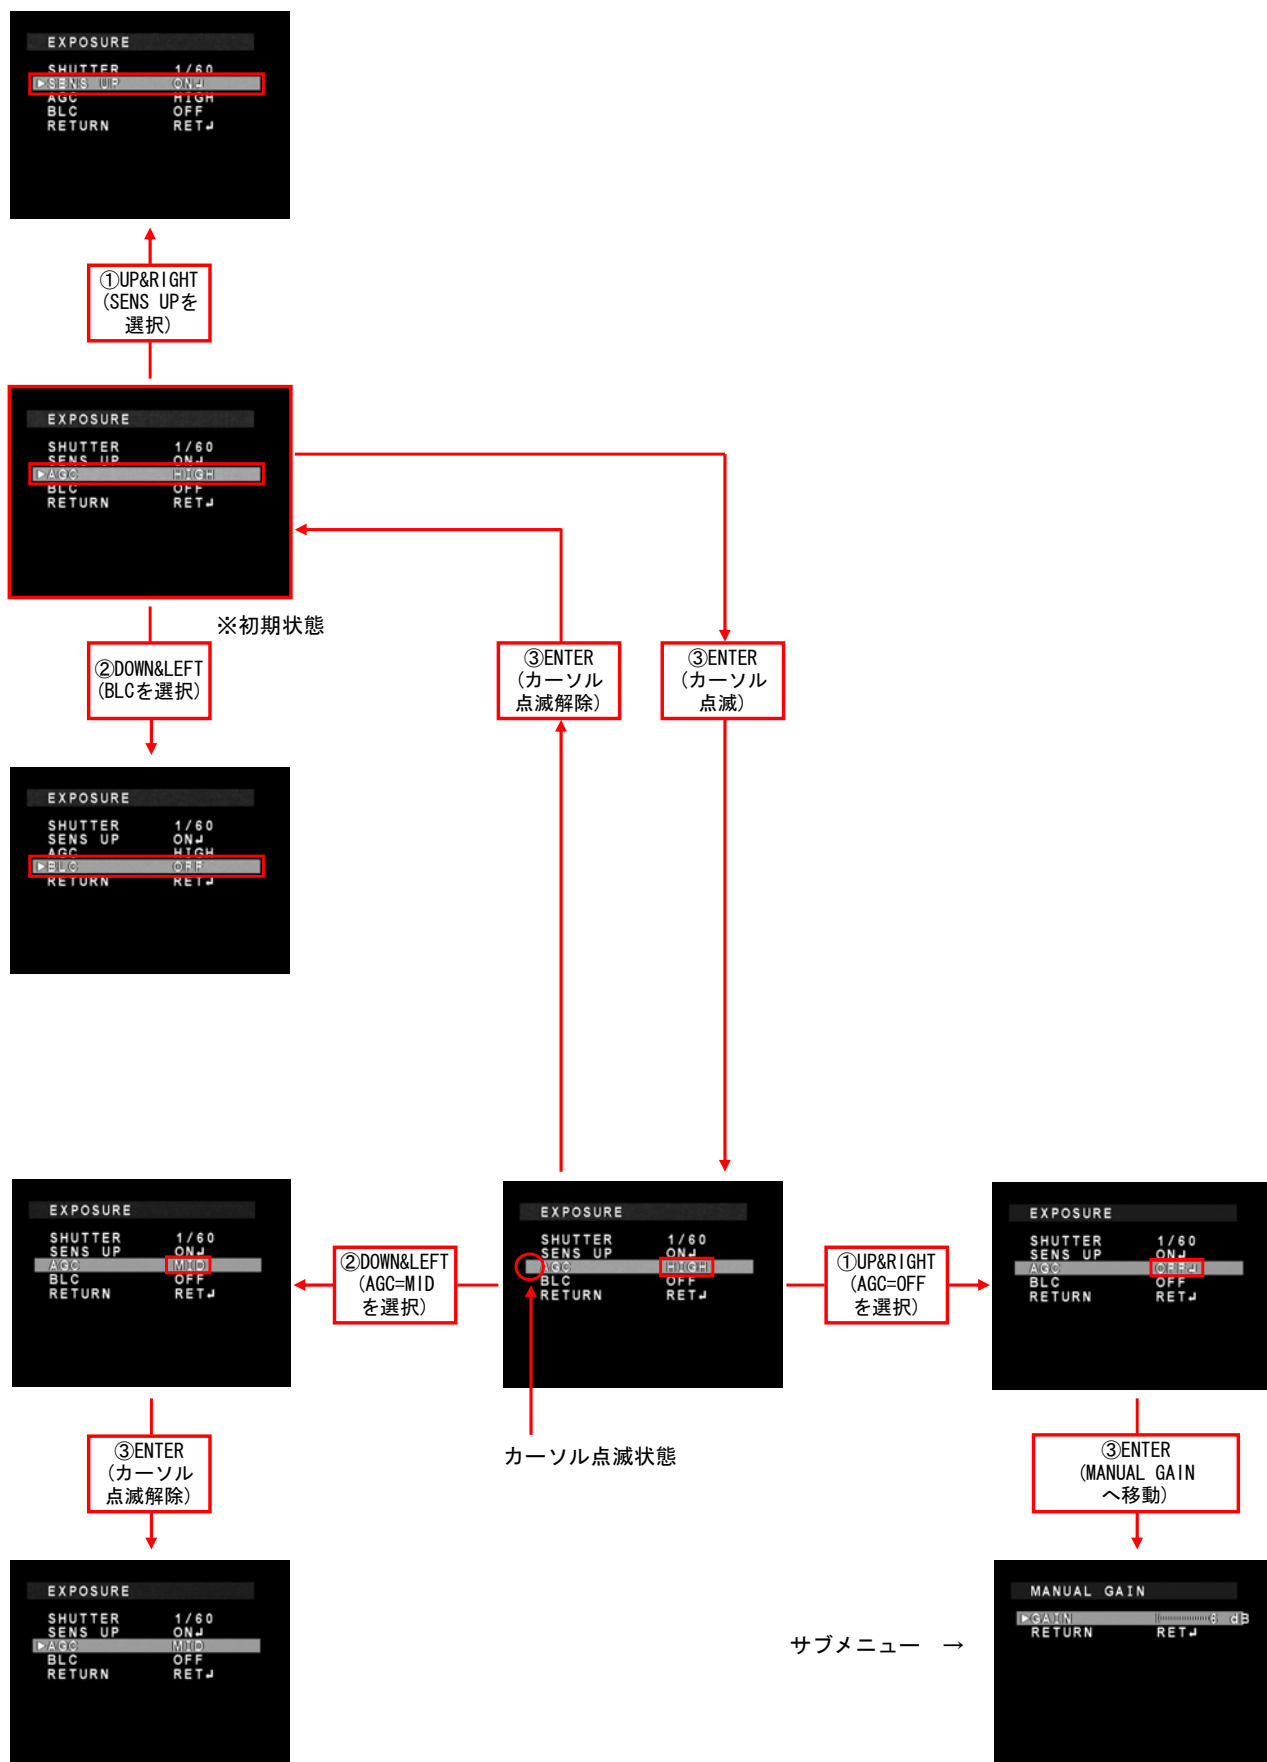 EXPOSURE
SHUTTER 1/60
▶SENS UP ON↲
AGC HIGH
BLC OFF
RETURN RET↲
①UP&RIGHT
(SENS UPを
選択)
EXPOSURE
SHUTTER 1/60
SENS UP ON↲
▶AGC HIGH
BLC OFF
RETURN RET↲
※初期状態
②DOWN&LEFT
(BLCを選択)
③ENTER
(カーソル
点滅解除)
③ENTER
(カーソル
点滅)
EXPOSURE
SHUTTER 1/60
SENS UP ON↲
AGC HIGH
▶BLC OFF
RETURN RET↲
EXPOSURE
SHUTTER 1/60
SENS UP ON↲
AGC MID
BLC OFF
RETURN RET↲
②DOWN&LEFT
(AGC=MID
を選択)
EXPOSURE
SHUTTER 1/60
SENS UP ON↲
AGC HIGH
BLC OFF
RETURN RET↲
①UP&RIGHT
(AGC=OFF
を選択)
EXPOSURE
SHUTTER 1/60
SENS UP ON↲
AGC OFF↲
BLC OFF
RETURN RET↲
③ENTER
(カーソル
点滅解除)
カーソル点滅状態
③ENTER
(MANUAL GAIN
へ移動)
EXPOSURE
SHUTTER 1/60
SENS UP ON↲
▶AGC MID
BLC OFF
RETURN RET↲
サブメニュー →
MANUAL GAIN
▶GAIN 6 dB
RETURN RET↲